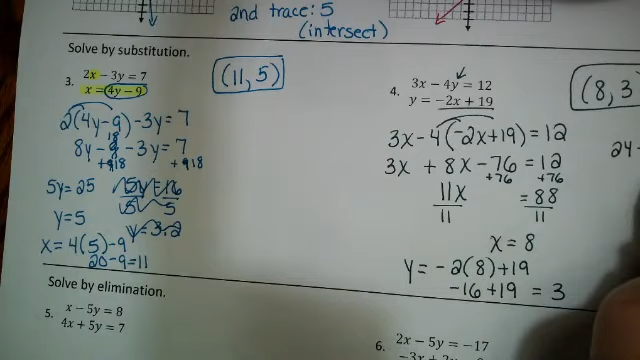 2nd trace: 5
(intersect)
Solve by substitution.
3. 2x − 3y = 7
x = 4y − 9
(11, 5)
2(4y−9)−3y = 7
8y − 18 − 3y = 7
+18 +18
5y = 25
y = 5
x = 4(5)−9
20−9=11
4. 3x − 4y = 12
y = −2x + 19
(8, 3
3x − 4(−2x+19) = 12
3x + 8x − 76 = 12
+76 +76
11x = 88
11 11
x = 8
y = −2(8)+19
−16 +19 = 3
24−
Solve by elimination.
5. x − 5y = 8
4x + 5y = 7
6. 2x − 5y = −17